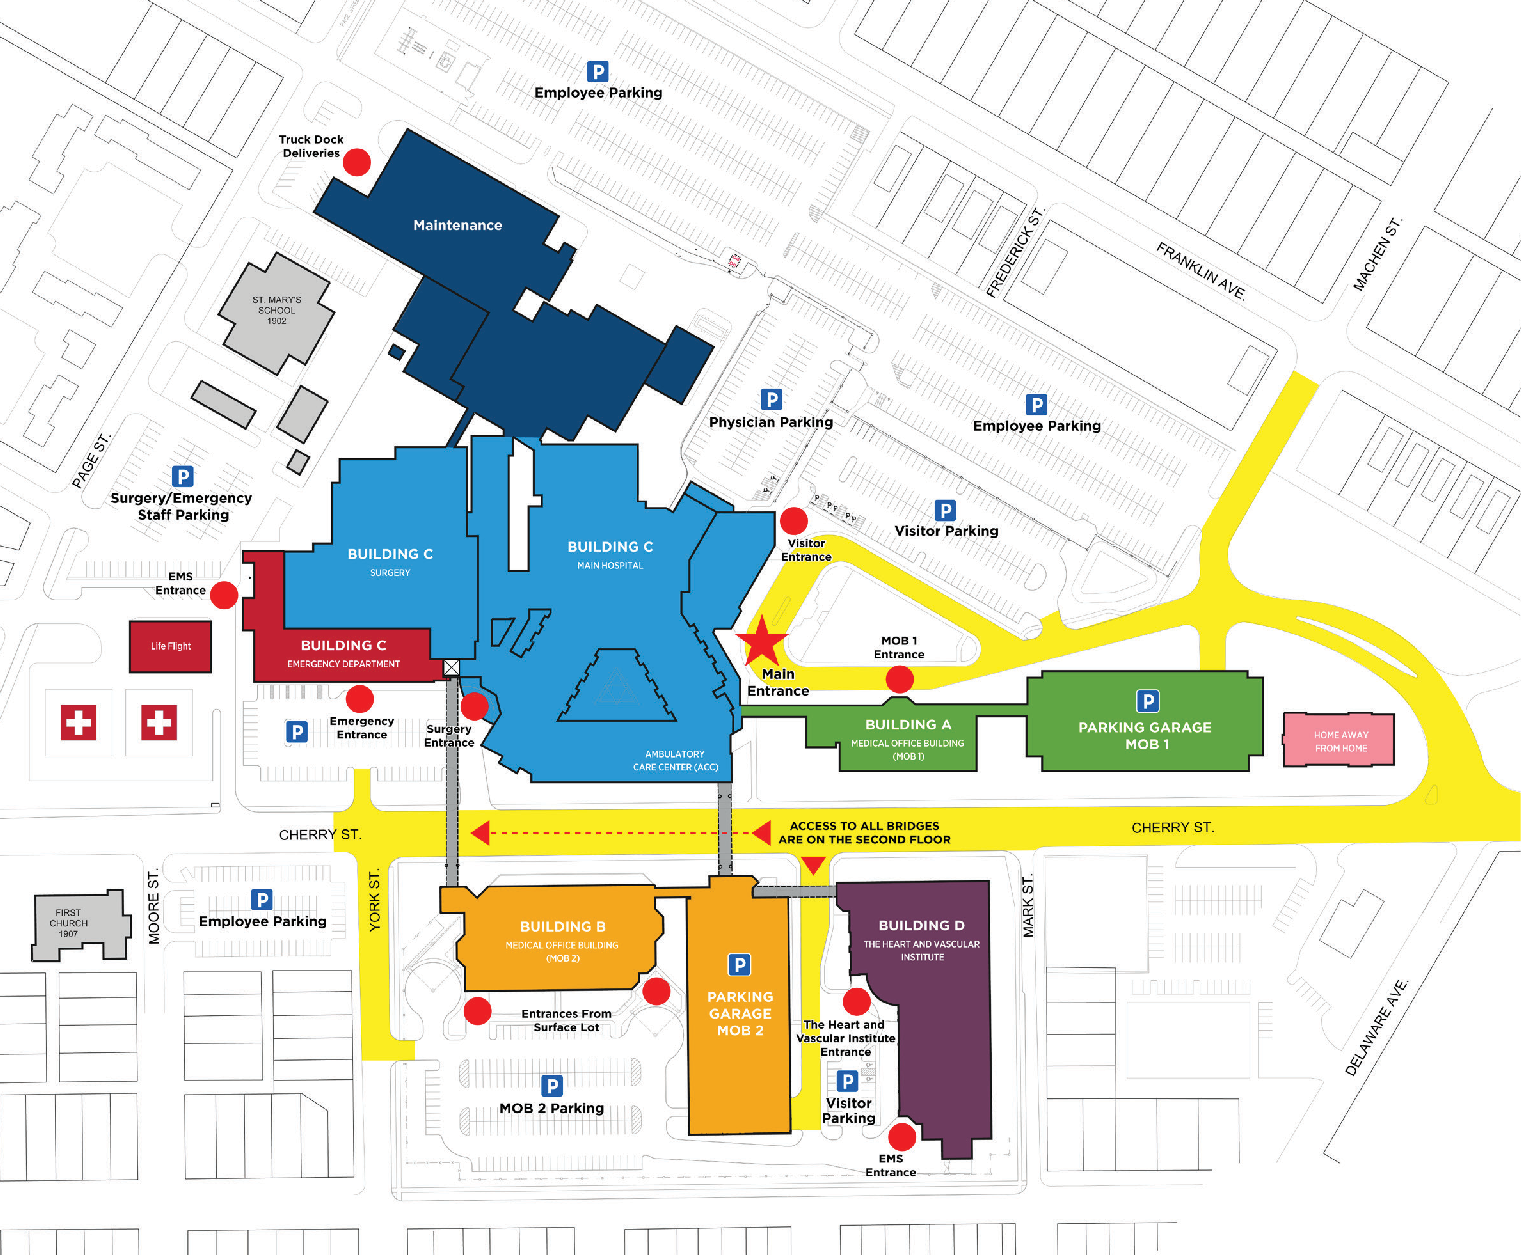 P
Employee Parking
Truck Dock
Deliveries
Maintenance
FREDERICK ST.
FRANKLIN AVE.
MACHEN ST.
ST. MARY'S
SCHOOL
1902
P
Physician Parking
P
Employee Parking
PAGE ST.
P
Surgery/Emergency
Staff Parking
P
Visitor Parking
Visitor
Entrance
BUILDING C
SURGERY
BUILDING C
MAIN HOSPITAL
EMS
Entrance
Life Flight
BUILDING C
EMERGENCY DEPARTMENT
MOB 1
Entrance
Main
Entrance
Emergency
Entrance
P
Surgery
Entrance
AMBULATORY
CARE CENTER (ACC)
BUILDING A
MEDICAL OFFICE BUILDING
(MOB 1)
P
PARKING GARAGE
MOB 1
HOME AWAY
FROM HOME
CHERRY ST.
ACCESS TO ALL BRIDGES
ARE ON THE SECOND FLOOR
CHERRY ST.
FIRST
CHURCH
1907
MOORE ST.
P
Employee Parking
YORK ST.
BUILDING B
MEDICAL OFFICE BUILDING
(MOB 2)
P
PARKING
GARAGE
MOB 2
BUILDING D
THE HEART AND VASCULAR
INSTITUTE
MARK ST.
Entrances From
Surface Lot
The Heart and
Vascular Institute
Entrance
P
MOB 2 Parking
P
Visitor
Parking
EMS
Entrance
DELAWARE AVE.